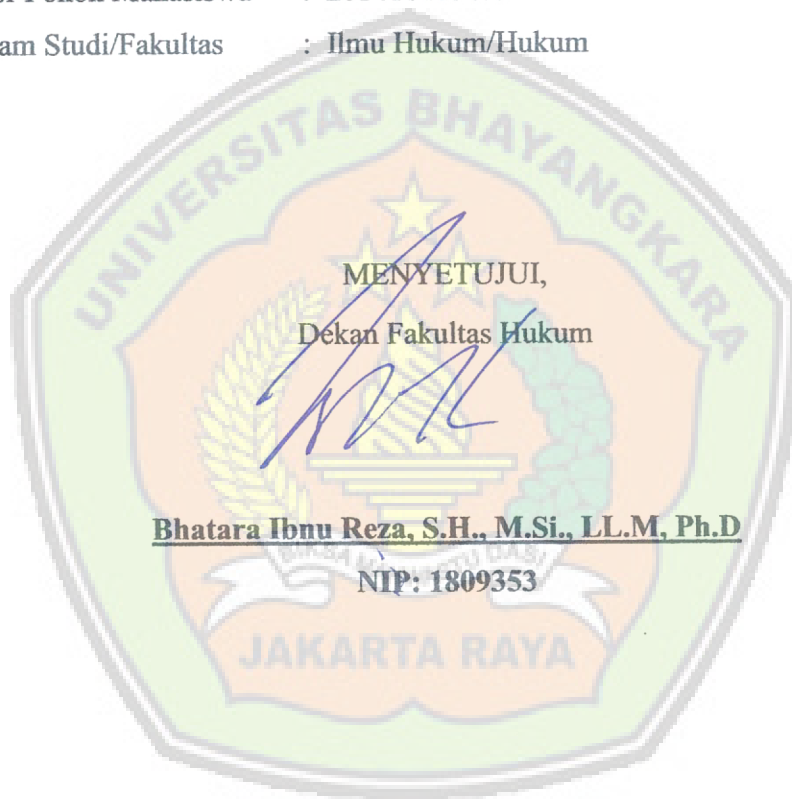 am Studi/Fakultas : Ilmu Hukum/Hukum
UNIVERSITAS BHAYANGKARA
MENYETUJUI,
Dekan Fakultas Hukum
Bhatara Ibnu Reza, S.H., M.Si., LL.M, Ph.D
NIP: 1809353
JAKARTA RAYA